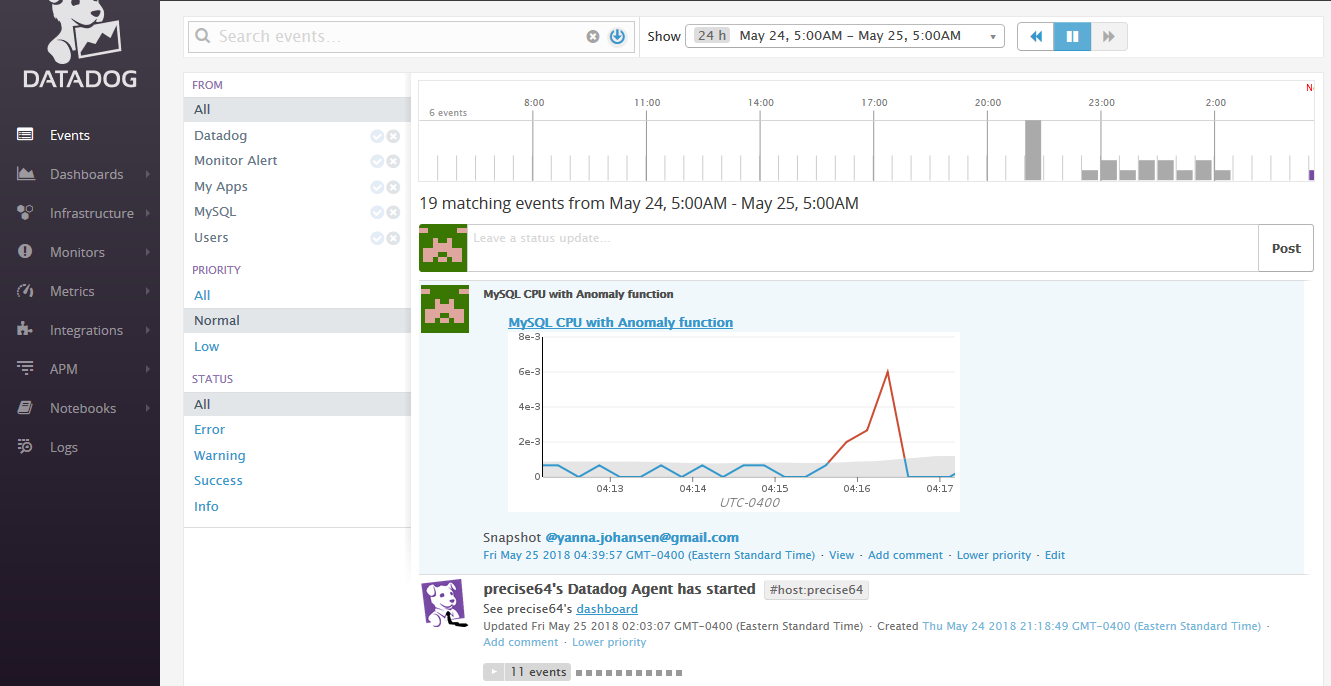 DATADOG
Events
Dashboards
Infrastructure
Monitors
Metrics
Integrations
APM
Notebooks
Logs
Search events...
Show 24 h May 24, 5:00AM – May 25, 5:00AM
FROM
All
Datadog
Monitor Alert
My Apps
MySQL
Users
PRIORITY
All
Normal
Low
STATUS
All
Error
Warning
Success
Info
8:00 11:00 14:00 17:00 20:00 23:00 2:00
6 events
19 matching events from May 24, 5:00AM - May 25, 5:00AM
Leave a status update...
Post
MySQL CPU with Anomaly function
MySQL CPU with Anomaly function
8e-3
6e-3
4e-3
2e-3
0
04:13 04:14 04:15 04:16 04:17
UTC-0400
Snapshot @yanna.johansen@gmail.com
Fri May 25 2018 04:39:57 GMT-0400 (Eastern Standard Time) · View · Add comment · Lower priority · Edit
precise64's Datadog Agent has started #host:precise64
See precise64's dashboard
Updated Fri May 25 2018 02:03:07 GMT-0400 (Eastern Standard Time) · Created Thu May 24 2018 21:18:49 GMT-0400 (Eastern Standard Time) ·
Add comment · Lower priority
11 events